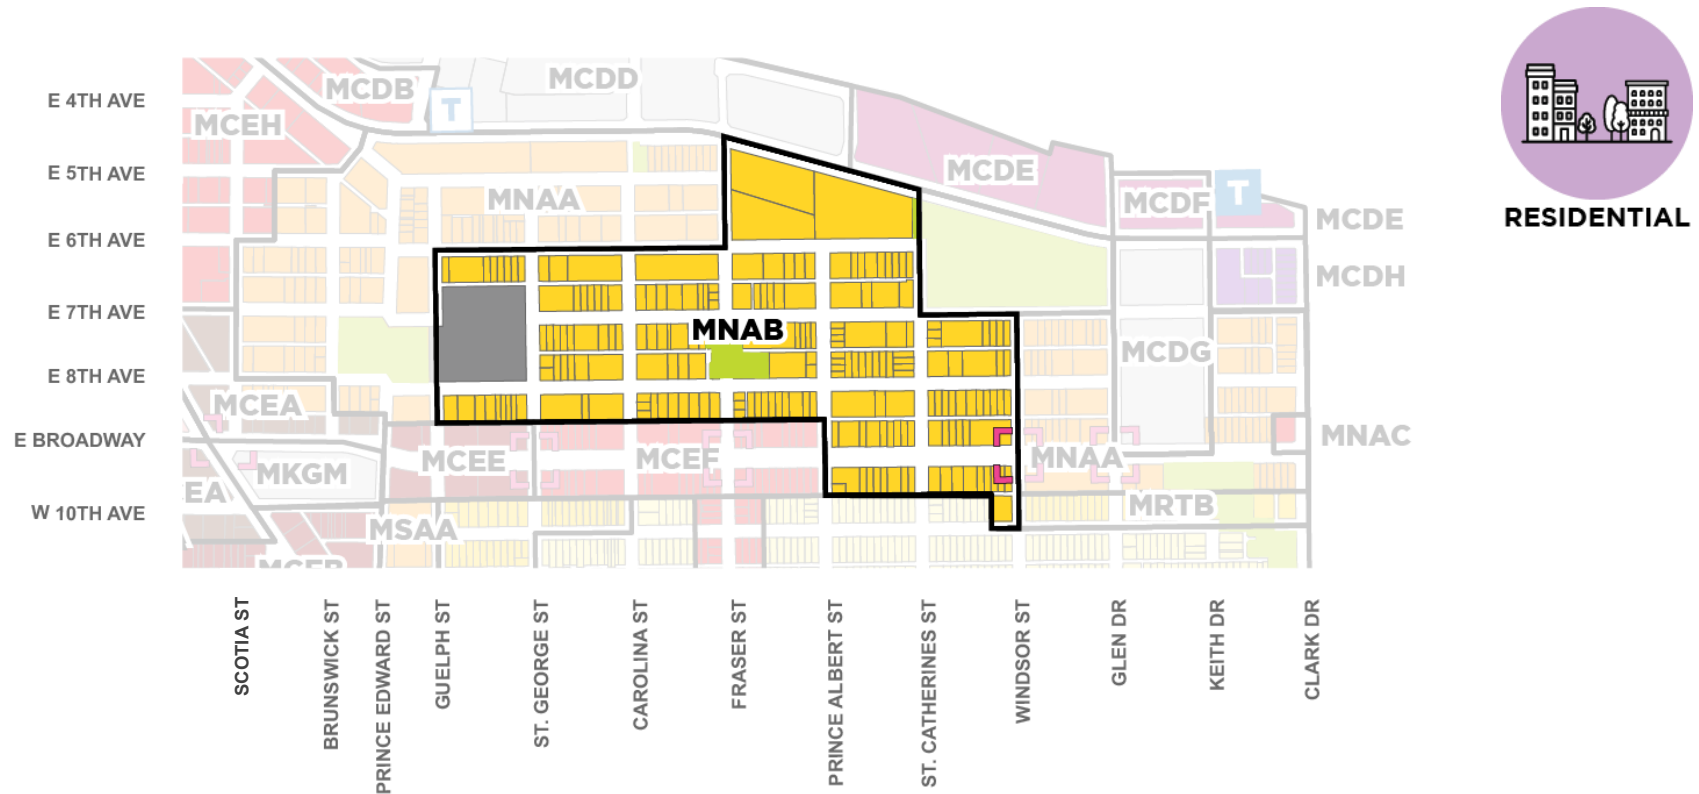 MCDB
MCDD
T
E 4TH AVE
MCEH
E 5TH AVE
MCDE
MNAA
MCDF
T
RESIDENTIAL
MCDE
E 6TH AVE
MCDH
E 7TH AVE
MNAB
MCDG
E 8TH AVE
MCEA
E BROADWAY
MNAC
MCEE
MCEF
MNAA
MKGM
EA
MRTB
W 10TH AVE
MSAA
SCOTIA ST
BRUNSWICK ST
PRINCE EDWARD ST
GUELPH ST
ST. GEORGE ST
CAROLINA ST
FRASER ST
PRINCE ALBERT ST
ST. CATHERINES ST
WINDSOR ST
GLEN DR
KEITH DR
CLARK DR